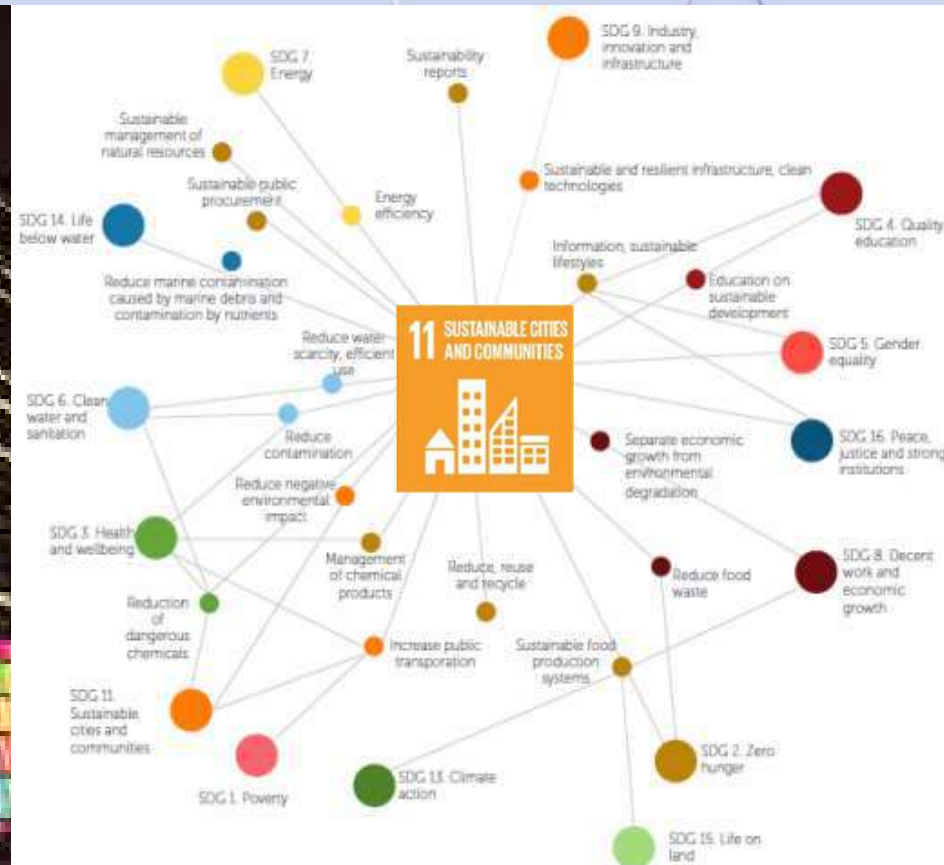 SDG 7.
Energy
Sustainability
reports
SDG 9. Industry,
innovation and
infrastructure
Sustainable
management of
natural resources
Sustainable public
procurement
Energy
efficiency
Sustainable and resilient infrastructure, clean
technologies
SDG 4. Quality
education
SDG 14. Life
below water
Information, sustainable
lifestyles
Education on
sustainable
development
Reduce marine contamination
caused by marine debris and
contamination by nutrients
11 SUSTAINABLE CITIES
AND COMMUNITIES
Reduce water
scarcity, efficient
use
SDG 5. Gender
equality
SDG 6. Clean
water and
sanitation
Reduce
contamination
Separate economic
growth from
environmental
degradation
SDG 16. Peace,
justice and strong
institutions
Reduce negative
environmental
impact
SDG 3. Health
and wellbeing
Management
of chemical
products
Reduce, reuse
and recycle
Reduce food
waste
SDG 8. Decent
work and
economic
growth
Reduction
of
dangerous
chemicals
Increase public
transporation
Sustainable food
production
systems
SDG 11.
Sustainable
cities and
communities
SDG 1. Poverty
SDG 13. Climate
action
SDG 2. Zero
hunger
SDG 15. Life on
land